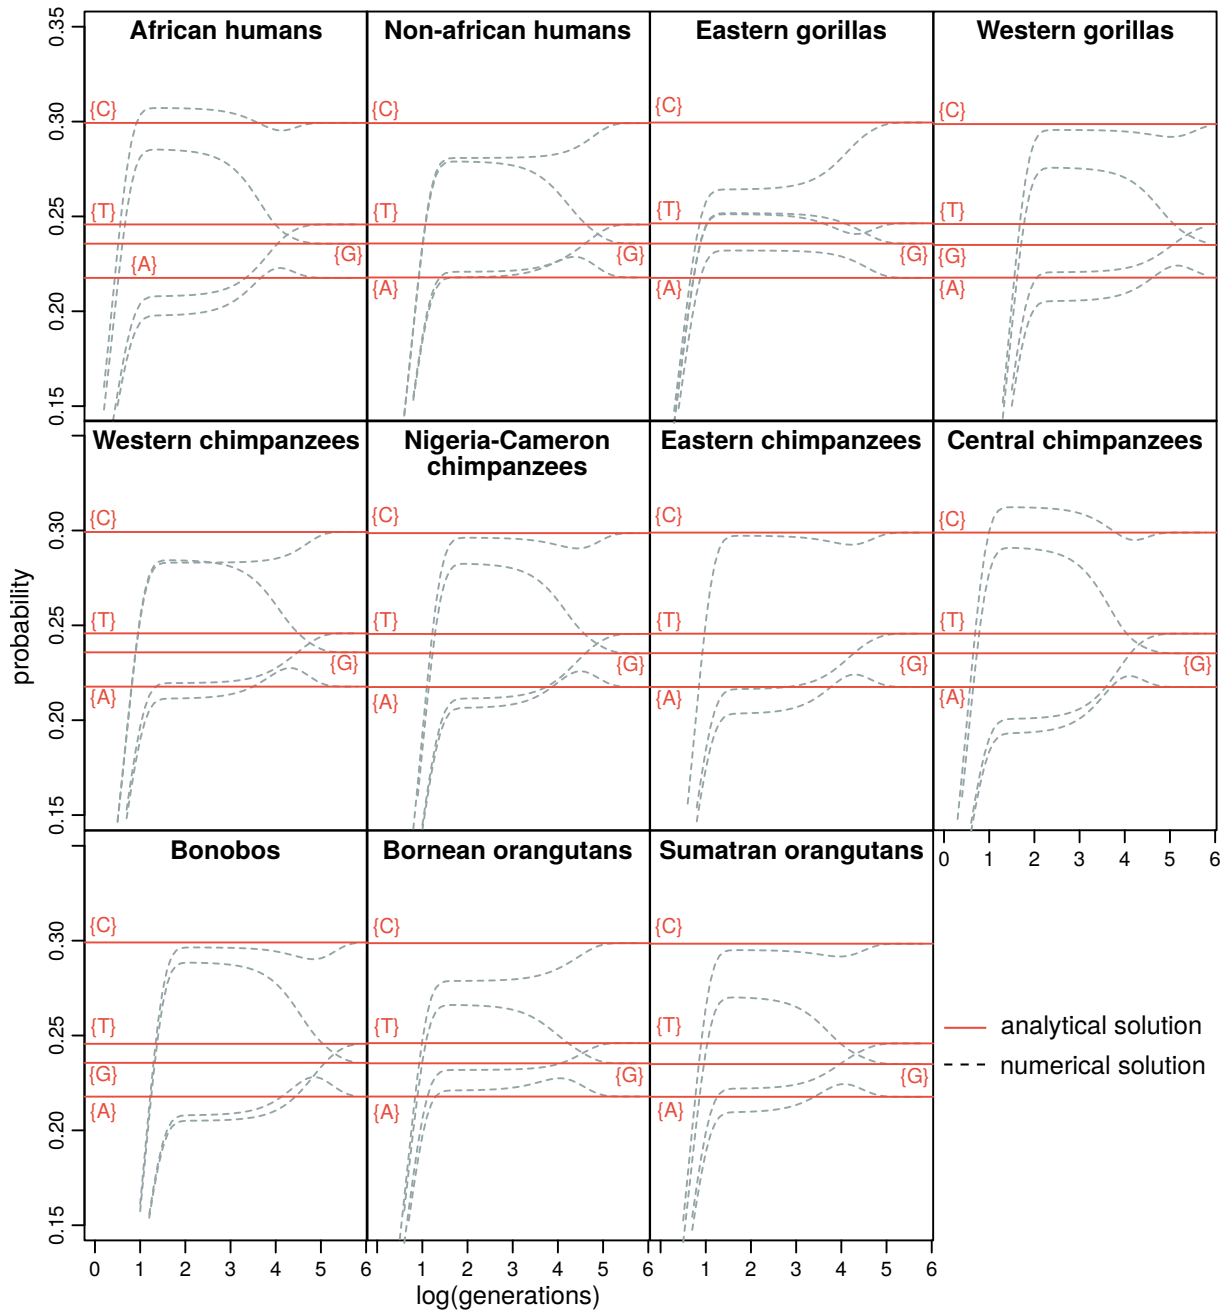 African humans
Non-african humans
Eastern gorillas
Western gorillas
0.35
0.30
0.25
0.20
0.15
{C}
{T}
{A}
{G}
{C}
{T}
{A}
{C}
{T}
{G}
{A}
{C}
{T}
{G}
{A}
Western chimpanzees
Nigeria-Cameron
chimpanzees
Eastern chimpanzees
Central chimpanzees
0.30
0.25
0.20
0.15
probability
{C}
{T}
{G}
{A}
{C}
{T}
{G}
{A}
{C}
{T}
{G}
{A}
{C}
{T}
{G}
{A}
0 1 2 3 4 5 6
Bonobos
Bornean orangutans
Sumatran orangutans
0.30
0.25
0.20
0.15
{C}
{T}
{G}
{A}
{C}
{T}
{G}
{A}
{C}
{T}
{G}
{A}
analytical solution
numerical solution
0 1 2 3 4 5 6
1 2 3 4 5 6
1 2 3 4 5 6
log(generations)